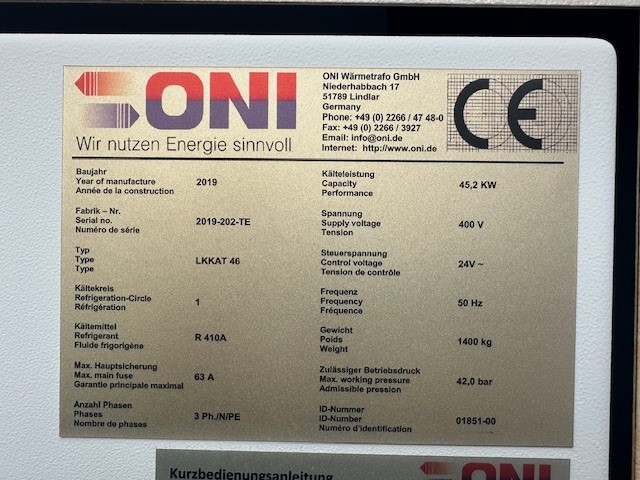 ONI
Wir nutzen Energie sinnvoll
ONI Wärmetrafo GmbH
Niederhabbach 17
51789 Lindlar
Germany
Phone: +49 (0) 2266 / 47 48-0
Fax: +49 (0) 2266 / 3927
Email: info@oni.de
Internet: http://www.oni.de
CE
Baujahr
Year of manufacture 2019
Année de la construction
Fabrik – Nr.
Serial no. 2019-202-TE
Numéro de série
Typ
Type LKKAT 46
Type
Kältekreis
Refrigeration-Circle 1
Réfrigération
Kältemittel
Refrigerant R 410A
Fluide frigorigène
Max. Hauptsicherung
Max. main fuse 63 A
Garantie principale maximal
Anzahl Phasen
Phases 3 Ph./N/PE
Nombre de phases
Kälteleistung
Capacity 45,2 KW
Performance
Spannung
Supply voltage 400 V
Tension
Steuerspannung
Control voltage 24V ~
Tension de contrôle
Frequenz
Frequency 50 Hz
Fréquence
Gewicht
Poids 1400 kg
Weight
Zulässiger Betriebsdruck
Max. working pressure 42,0 bar
Admissible pression
ID-Nummer
ID-Number 01851-00
Numéro d'identification
Kurzbedienungsanleitung
ONI